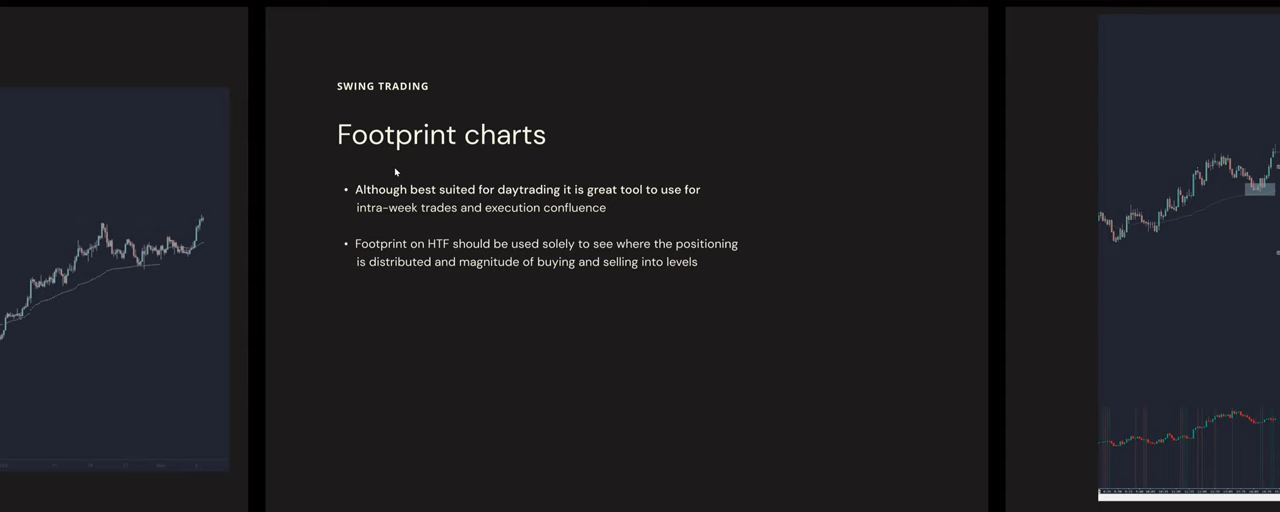 SWING TRADING
Footprint charts
• Although best suited for daytrading it is great tool to use for
intra-week trades and execution confluence
• Footprint on HTF should be used solely to see where the positioning
is distributed and magnitude of buying and selling into levels